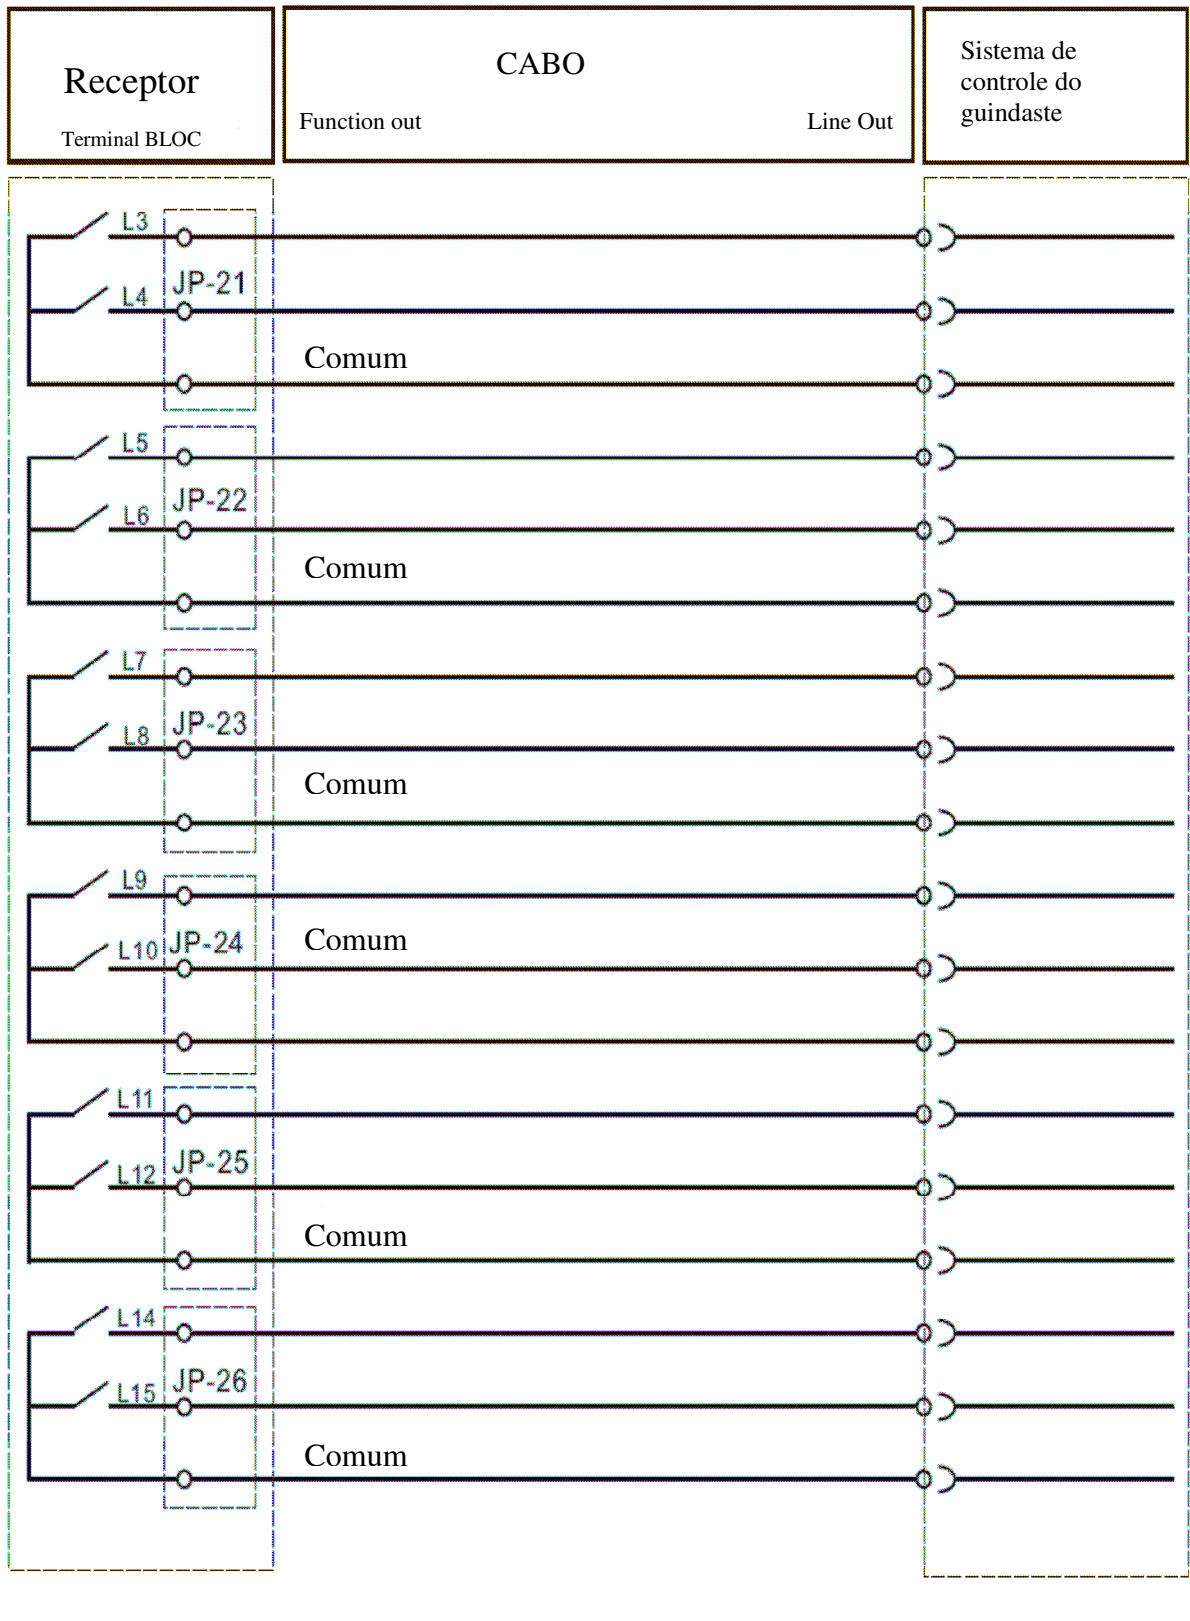 Receptor
Terminal BLOC
CABO
Function out
Line Out
Sistema de
controle do
guindaste
L3
JP-21
L4
Comum
L5
JP-22
L6
Comum
L7
JP-23
L8
Comum
L9
Comum
L10
JP-24
L11
JP-25
L12
Comum
L14
JP-26
L15
Comum